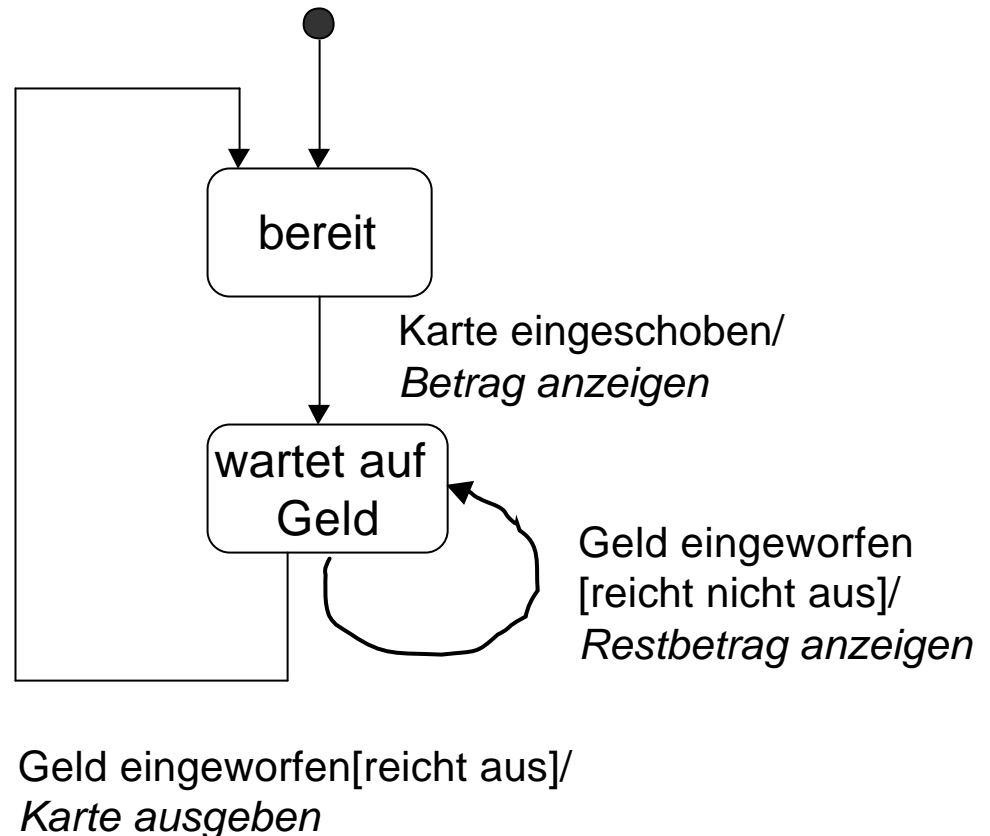 bereit
Karte eingeschoben/
Betrag anzeigen
wartet auf
Geld
Geld eingeworfen
[reicht nicht aus]/
Restbetrag anzeigen
Geld eingeworfen[reicht aus]/
Karte ausgeben